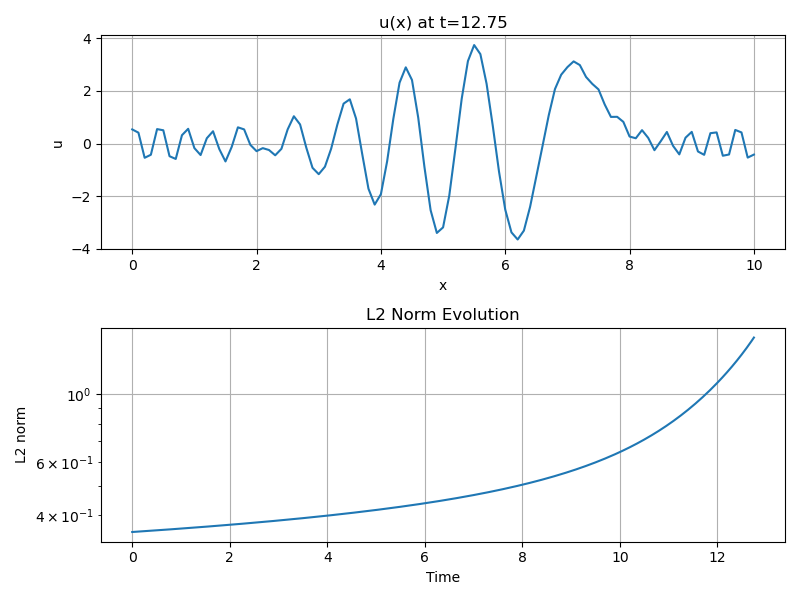 u(x) at t=12.75
4
2
0
−2
−4
u
0 2 4 6 8 10
x
L2 Norm Evolution
10⁰
6 × 10⁻¹
4 × 10⁻¹
L2 norm
0 2 4 6 8 10 12
Time